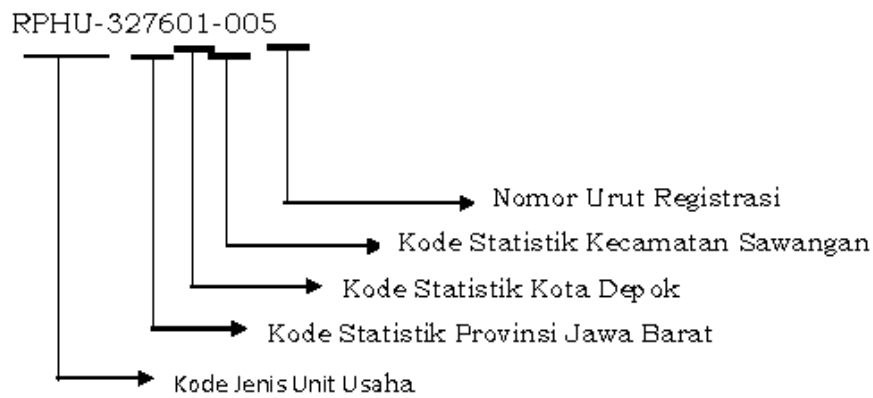 RPHU-327601-005
Nomor Urut Registrasi
Kode Statistik Kecamatan Sawangan
Kode Statistik Kota Depok
Kode Statistik Provinsi Jawa Barat
Kode Jenis Unit Usaha